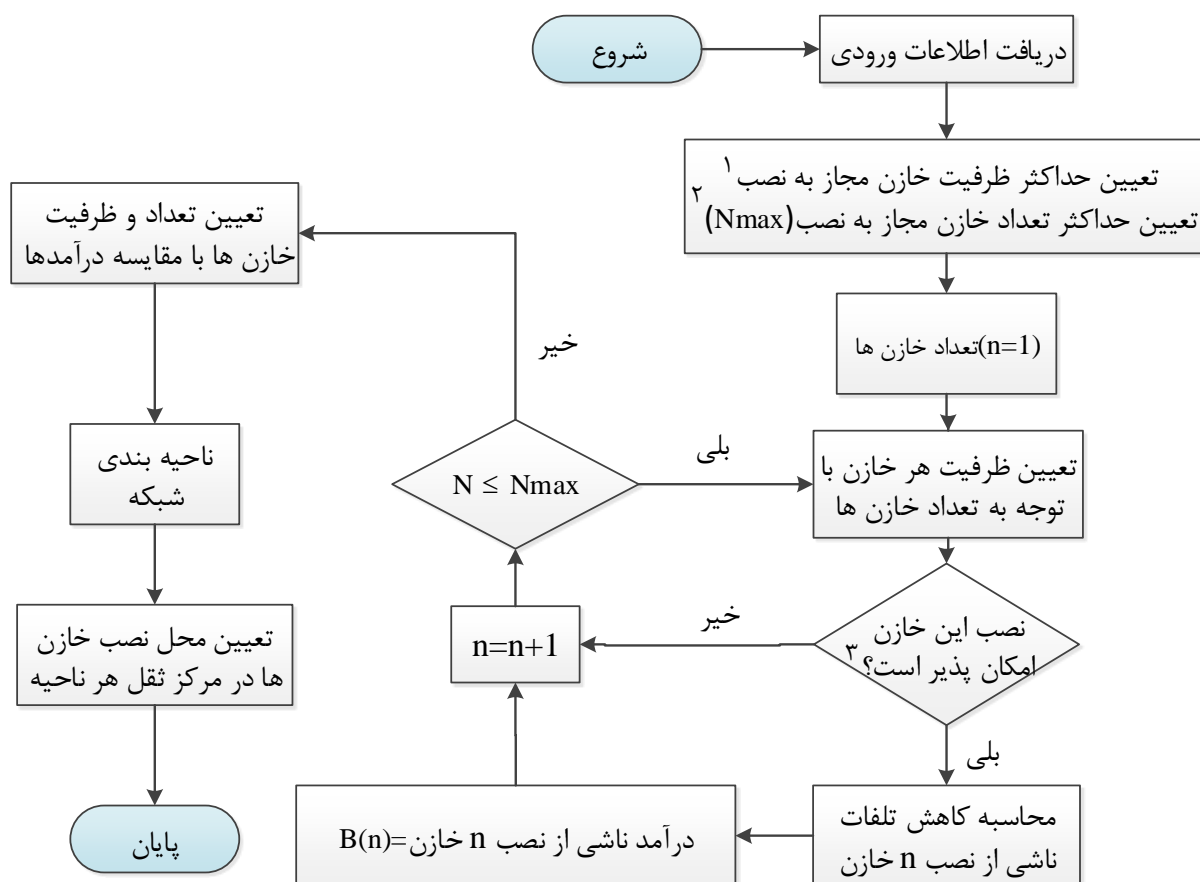 شروع
دریافت اطلاعات ورودی
تعیین حداکثر ظرفیت خازن مجاز به نصب۱
تعیین حداکثر تعداد خازن مجاز به نصب(Nmax)۲
تعداد خازن ها(n=1)
تعیین ظرفیت هر خازن با
توجه به تعداد خازن ها
نصب این خازن
امکان پذیر است؟۳
خیر
بلی
محاسبه کاهش تلفات
ناشی از نصب n خازن
درآمد ناشی از نصب n خازن=B(n)
n=n+1
N ≤ Nmax
بلی
خیر
تعیین تعداد و ظرفیت
خازن ها با مقایسه درآمدها
ناحیه بندی
شبکه
تعیین محل نصب خازن
ها در مرکز ثقل هر ناحیه
پایان